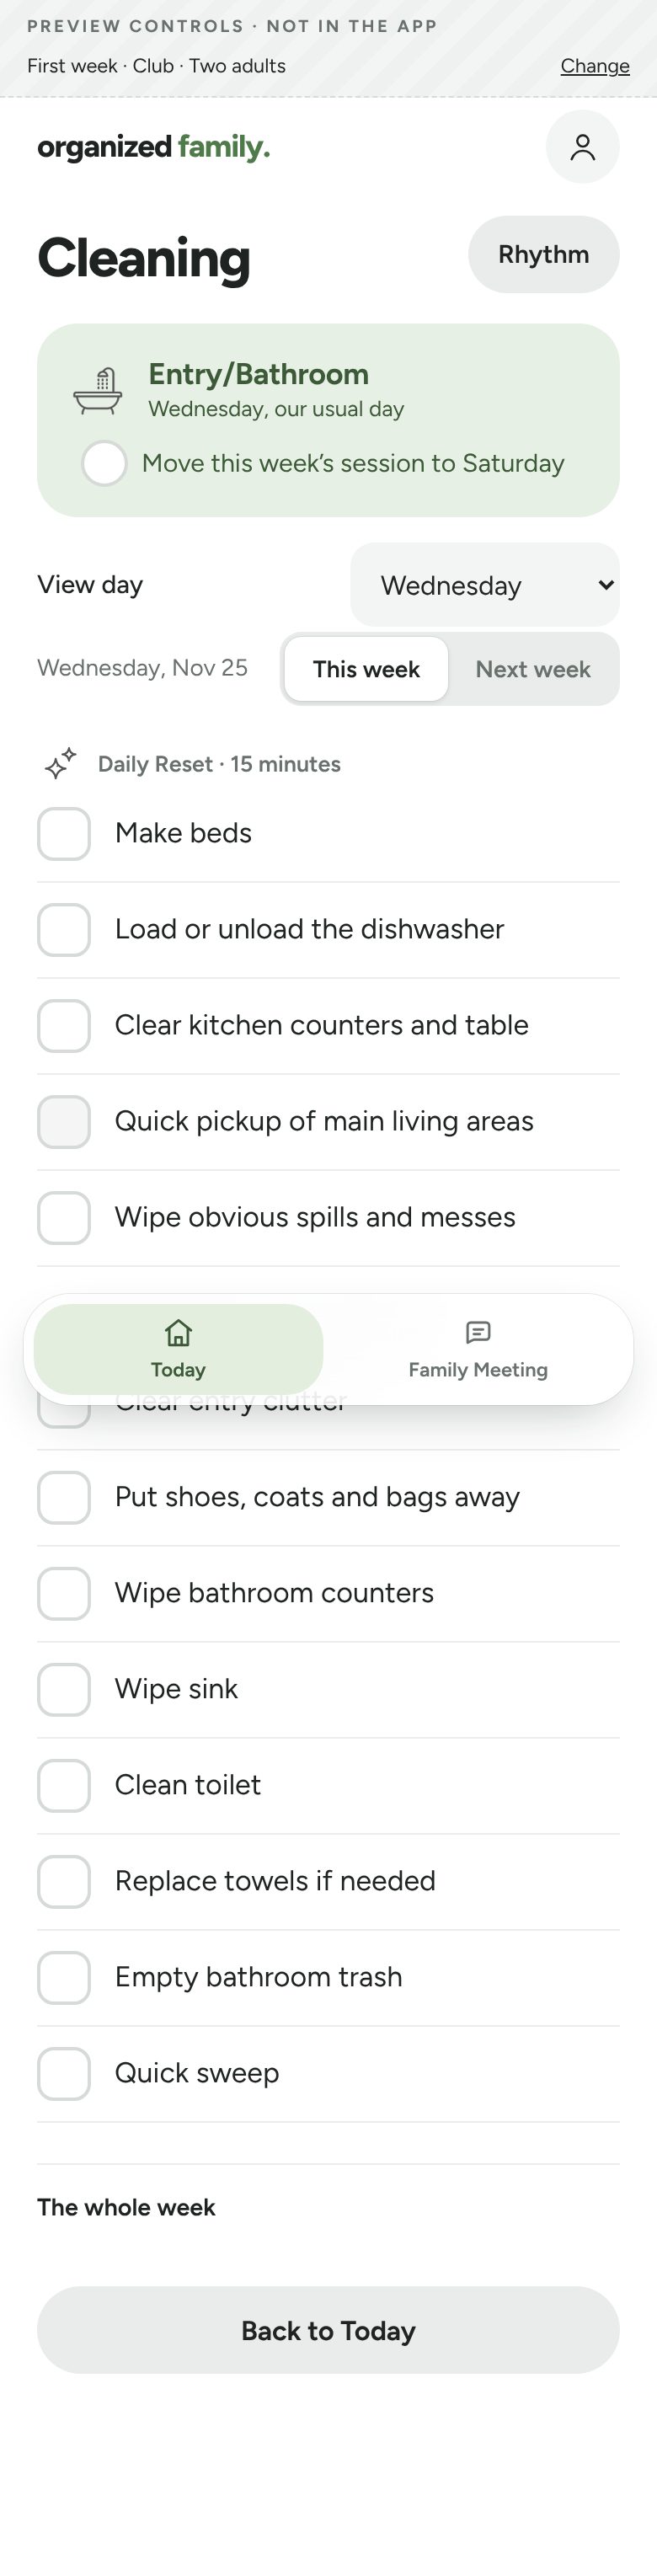 PREVIEW CONTROLS · NOT IN THE APP
First week · Club · Two adults
Change
organized family.
Cleaning
Rhythm
Entry/Bathroom
Wednesday, our usual day
Move this week’s session to Saturday
View day
Wednesday
Wednesday, Nov 25
This week
Next week
Daily Reset · 15 minutes
Make beds
Load or unload the dishwasher
Clear kitchen counters and table
Quick pickup of main living areas
Wipe obvious spills and messes
Today
Family Meeting
Clear entry clutter
Put shoes, coats and bags away
Wipe bathroom counters
Wipe sink
Clean toilet
Replace towels if needed
Empty bathroom trash
Quick sweep
The whole week
Back to Today